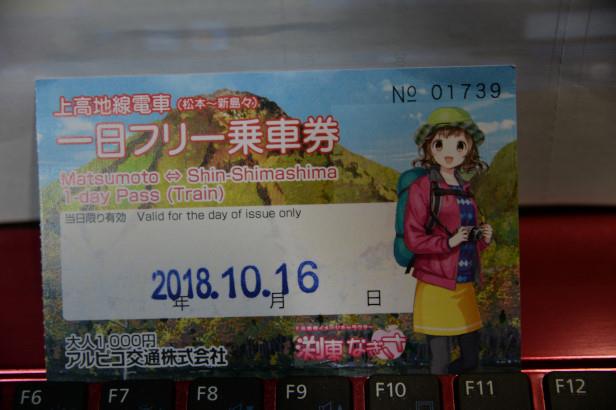 上高地線電車(松本~新島々)
No 01739
一日フリー乗車券
Matsumoto ⇔ Shin-Shimashima
1-day Pass (Train)
当日限り有効 Valid for the day of issue only
2018.10.16
年 月 日
大人1,000円
アルピコ交通株式会社
渕東なぎさ
F6 F7 F8 F9 F10 F11 F12